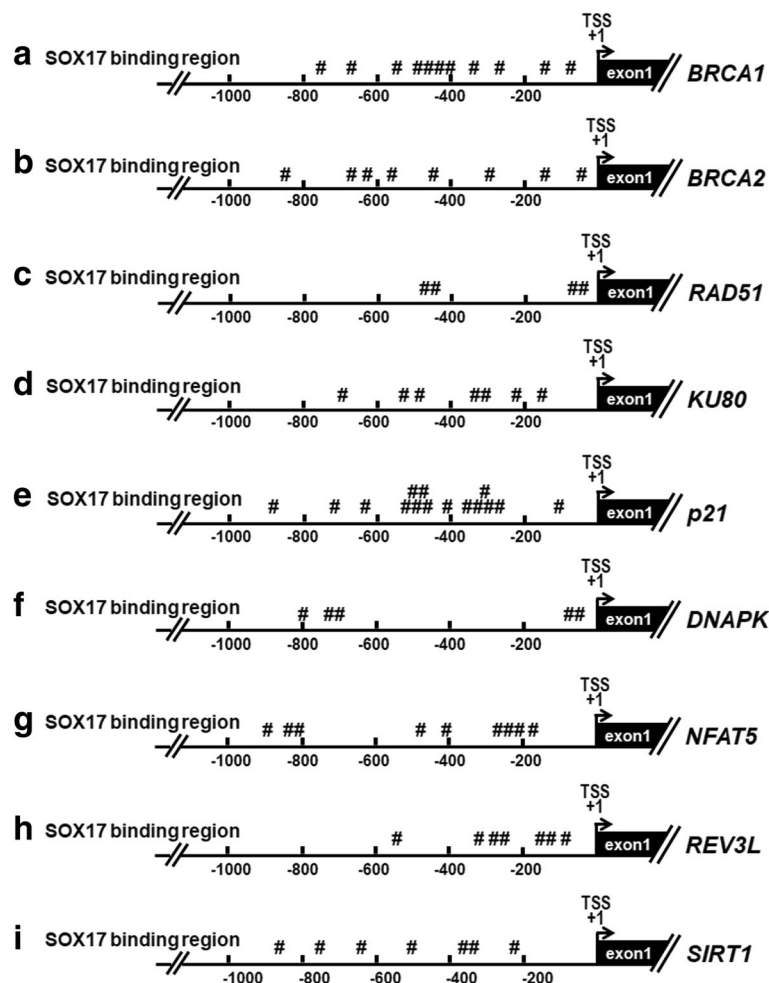 TSS
+1
a SOX17 binding region # # # #### # # # #
exon1 BRCA1
-1000 -800 -600 -400 -200
TSS
+1
b SOX17 binding region # # # # # # # #
exon1 BRCA2
-1000 -800 -600 -400 -200
TSS
+1
c SOX17 binding region ## ##
exon1 RAD51
-1000 -800 -600 -400 -200
TSS
+1
d SOX17 binding region # # # ## # #
exon1 KU80
-1000 -800 -600 -400 -200
TSS
+1
## #
e SOX17 binding region # # # ### # #### #
exon1 p21
-1000 -800 -600 -400 -200
TSS
+1
f SOX17 binding region # ## ##
exon1 DNAPK
-1000 -800 -600 -400 -200
TSS
+1
g SOX17 binding region # ## # # ####
exon1 NFAT5
-1000 -800 -600 -400 -200
TSS
+1
h SOX17 binding region # # ## ## #
exon1 REV3L
-1000 -800 -600 -400 -200
TSS
+1
i SOX17 binding region # # # # ## #
exon1 SIRT1
-1000 -800 -600 -400 -200